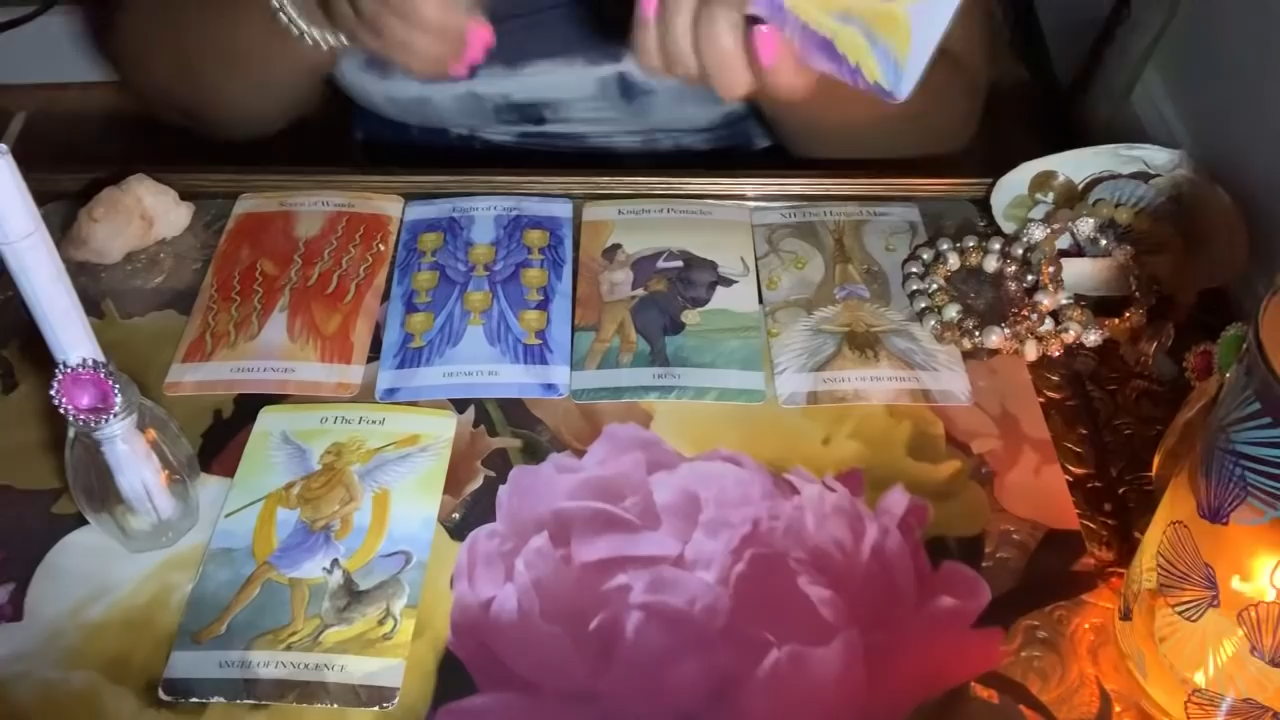 Seven of Wands
Eight of Cups
Knight of Pentacles
XII The Hanged Man
CHALLENGES
DEPARTURE
TRUST
ANGEL OF PROPHECY
0 The Fool
ANGEL OF INNOCENCE